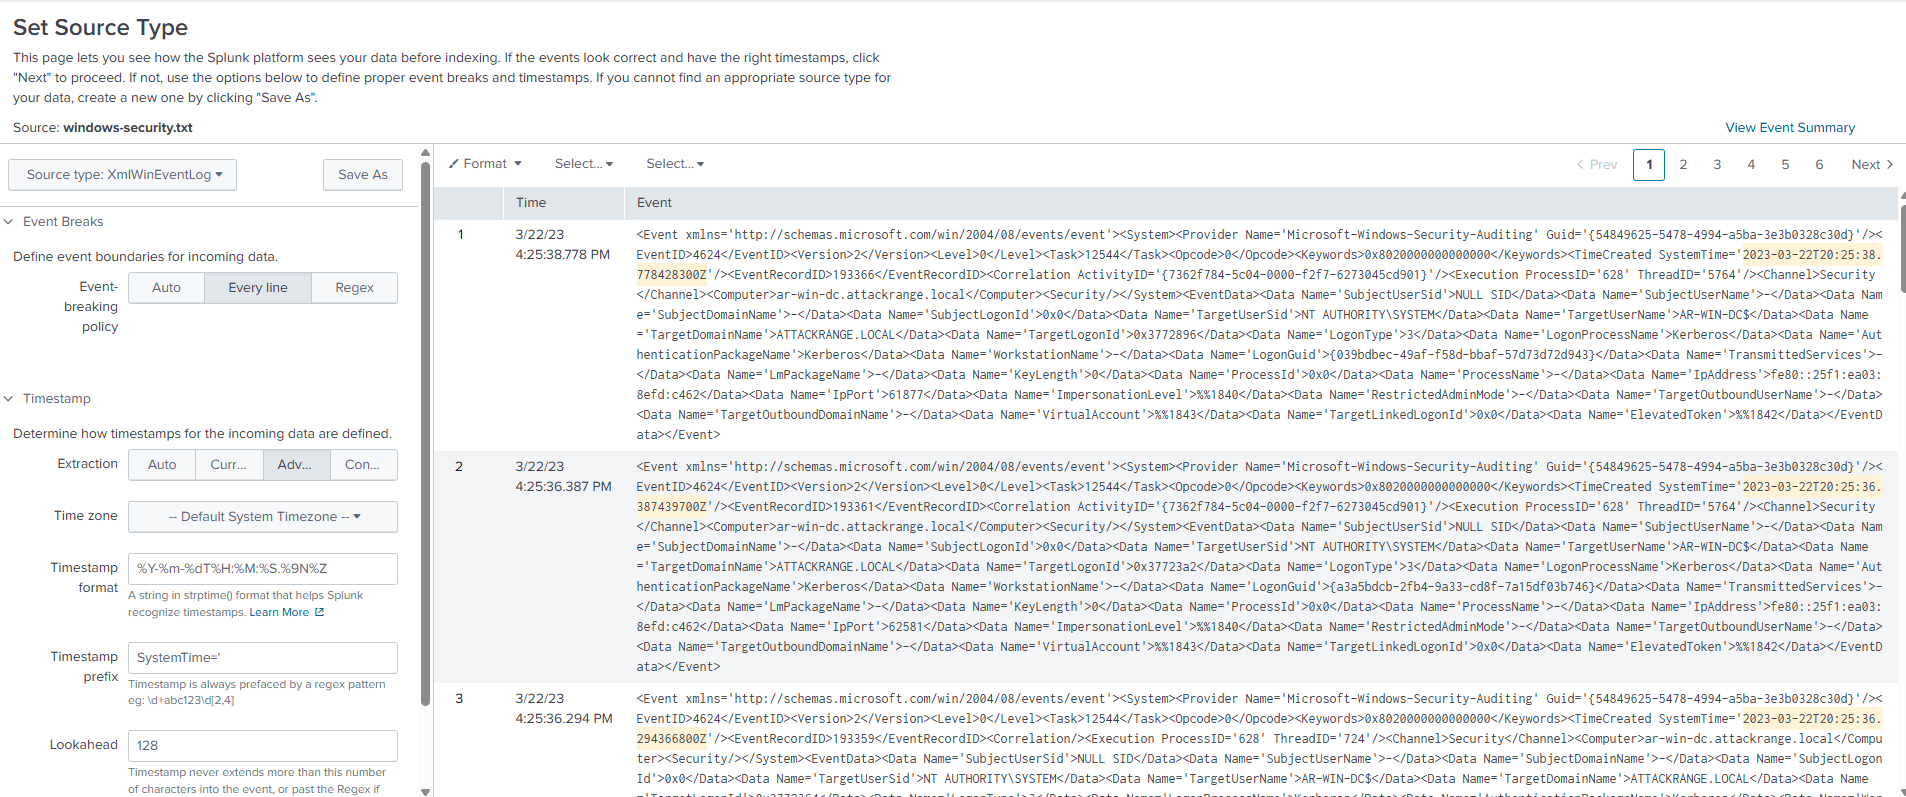 Set Source Type
This page lets you see how the Splunk platform sees your data before indexing. If the events look correct and have the right timestamps, click
"Next" to proceed. If not, use the options below to define proper event breaks and timestamps. If you cannot find an appropriate source type for
your data, create a new one by clicking "Save As".
Source: windows-security.txt
View Event Summary
Source type: XmlWinEventLog
Save As
Event Breaks
Define event boundaries for incoming data.
Event-
breaking
policy
Auto
Every line
Regex
Timestamp
Determine how timestamps for the incoming data are defined.
Extraction
Auto
Curr...
Adv...
Con...
Time zone
-- Default System Timezone --
Timestamp
format
%Y-%m-%dT%H:%M:%S.%9N%Z
A string in strptime() format that helps Splunk
recognize timestamps. Learn More
Timestamp
prefix
SystemTime='
Timestamp is always prefaced by a regex pattern
eg: \d+abc123\d[2,4]
Lookahead
128
Timestamp never extends more than this number
of characters into the event, or past the Regex if
Format
Select...
Select...
Prev
1
2
3
4
5
6
Next
Time
Event
1
3/22/23
4:25:38.778 PM
<Event xmlns='http://schemas.microsoft.com/win/2004/08/events/event'><System><Provider Name='Microsoft-Windows-Security-Auditing' Guid='{54849625-5478-4994-a5ba-3e3b0328c30d}'/><
EventID>4624</EventID><Version>2</Version><Level>0</Level><Task>12544</Task><Opcode>0</Opcode><Keywords>0x8020000000000000</Keywords><TimeCreated SystemTime='2023-03-22T20:25:38.
778428300Z'/><EventRecordID>193366</EventRecordID><Correlation ActivityID='{7362f784-5c04-0000-f2f7-6273045cd901}'/><Execution ProcessID='628' ThreadID='5764'/><Channel>Security
</Channel><Computer>ar-win-dc.attackrange.local</Computer><Security/></System><EventData><Data Name='SubjectUserSid'>NULL SID</Data><Data Name='SubjectUserName'>-</Data><Data Nam
e='SubjectDomainName'>-</Data><Data Name='SubjectLogonId'>0x0</Data><Data Name='TargetUserSid'>NT AUTHORITY\SYSTEM</Data><Data Name='TargetUserName'>AR-WIN-DC$</Data><Data Name
='TargetDomainName'>ATTACKRANGE.LOCAL</Data><Data Name='TargetLogonId'>0x3772896</Data><Data Name='LogonType'>3</Data><Data Name='LogonProcessName'>Kerberos</Data><Data Name='Aut
henticationPackageName'>Kerberos</Data><Data Name='WorkstationName'>-</Data><Data Name='LogonGuid'>{039bdbec-49af-f58d-bbaf-57d73d72d943}</Data><Data Name='TransmittedServices'>-
</Data><Data Name='LmPackageName'>-</Data><Data Name='KeyLength'>0</Data><Data Name='ProcessId'>0x0</Data><Data Name='ProcessName'>-</Data><Data Name='IpAddress'>fe80::25f1:ea03:
8efd:c462</Data><Data Name='IpPort'>61877</Data><Data Name='ImpersonationLevel'>%%1840</Data><Data Name='RestrictedAdminMode'>-</Data><Data Name='TargetOutboundUserName'>-</Data>
<Data Name='TargetOutboundDomainName'>-</Data><Data Name='VirtualAccount'>%%1843</Data><Data Name='TargetLinkedLogonId'>0x0</Data><Data Name='ElevatedToken'>%%1842</Data></EventD
ata></Event>
2
3/22/23
4:25:36.387 PM
<Event xmlns='http://schemas.microsoft.com/win/2004/08/events/event'><System><Provider Name='Microsoft-Windows-Security-Auditing' Guid='{54849625-5478-4994-a5ba-3e3b0328c30d}'/><
EventID>4624</EventID><Version>2</Version><Level>0</Level><Task>12544</Task><Opcode>0</Opcode><Keywords>0x8020000000000000</Keywords><TimeCreated SystemTime='2023-03-22T20:25:36.
387439700Z'/><EventRecordID>193361</EventRecordID><Correlation ActivityID='{7362f784-5c04-0000-f2f7-6273045cd901}'/><Execution ProcessID='628' ThreadID='5764'/><Channel>Security
</Channel><Computer>ar-win-dc.attackrange.local</Computer><Security/></System><EventData><Data Name='SubjectUserSid'>NULL SID</Data><Data Name='SubjectUserName'>-</Data><Data Nam
e='SubjectDomainName'>-</Data><Data Name='SubjectLogonId'>0x0</Data><Data Name='TargetUserSid'>NT AUTHORITY\SYSTEM</Data><Data Name='TargetUserName'>AR-WIN-DC$</Data><Data Name
='TargetDomainName'>ATTACKRANGE.LOCAL</Data><Data Name='TargetLogonId'>0x37723a2</Data><Data Name='LogonType'>3</Data><Data Name='LogonProcessName'>Kerberos</Data><Data Name='Aut
henticationPackageName'>Kerberos</Data><Data Name='WorkstationName'>-</Data><Data Name='LogonGuid'>{a3a5bdcb-2fb4-9a33-cd8f-7a15df03b746}</Data><Data Name='TransmittedServices'>-
</Data><Data Name='LmPackageName'>-</Data><Data Name='KeyLength'>0</Data><Data Name='ProcessId'>0x0</Data><Data Name='ProcessName'>-</Data><Data Name='IpAddress'>fe80::25f1:ea03:
8efd:c462</Data><Data Name='IpPort'>62581</Data><Data Name='ImpersonationLevel'>%%1840</Data><Data Name='RestrictedAdminMode'>-</Data><Data Name='TargetOutboundUserName'>-</Data>
<Data Name='TargetOutboundDomainName'>-</Data><Data Name='VirtualAccount'>%%1843</Data><Data Name='TargetLinkedLogonId'>0x0</Data><Data Name='ElevatedToken'>%%1842</Data></EventD
ata></Event>
3
3/22/23
4:25:36.294 PM
<Event xmlns='http://schemas.microsoft.com/win/2004/08/events/event'><System><Provider Name='Microsoft-Windows-Security-Auditing' Guid='{54849625-5478-4994-a5ba-3e3b0328c30d}'/><
EventID>4624</EventID><Version>2</Version><Level>0</Level><Task>12544</Task><Opcode>0</Opcode><Keywords>0x8020000000000000</Keywords><TimeCreated SystemTime='2023-03-22T20:25:36.
294366800Z'/><EventRecordID>193359</EventRecordID><Correlation/><Execution ProcessID='628' ThreadID='724'/><Channel>Security</Channel><Computer>ar-win-dc.attackrange.local</Compu
ter><Security/></System><EventData><Data Name='SubjectUserSid'>NULL SID</Data><Data Name='SubjectUserName'>-</Data><Data Name='SubjectDomainName'>-</Data><Data Name='SubjectLogon
Id'>0x0</Data><Data Name='TargetUserSid'>NT AUTHORITY\SYSTEM</Data><Data Name='TargetUserName'>AR-WIN-DC$</Data><Data Name='TargetDomainName'>ATTACKRANGE.LOCAL</Data><Data Name